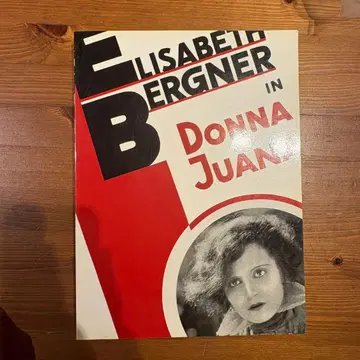 ELISABETH
BERGNER
IN
DONNA
JUANA